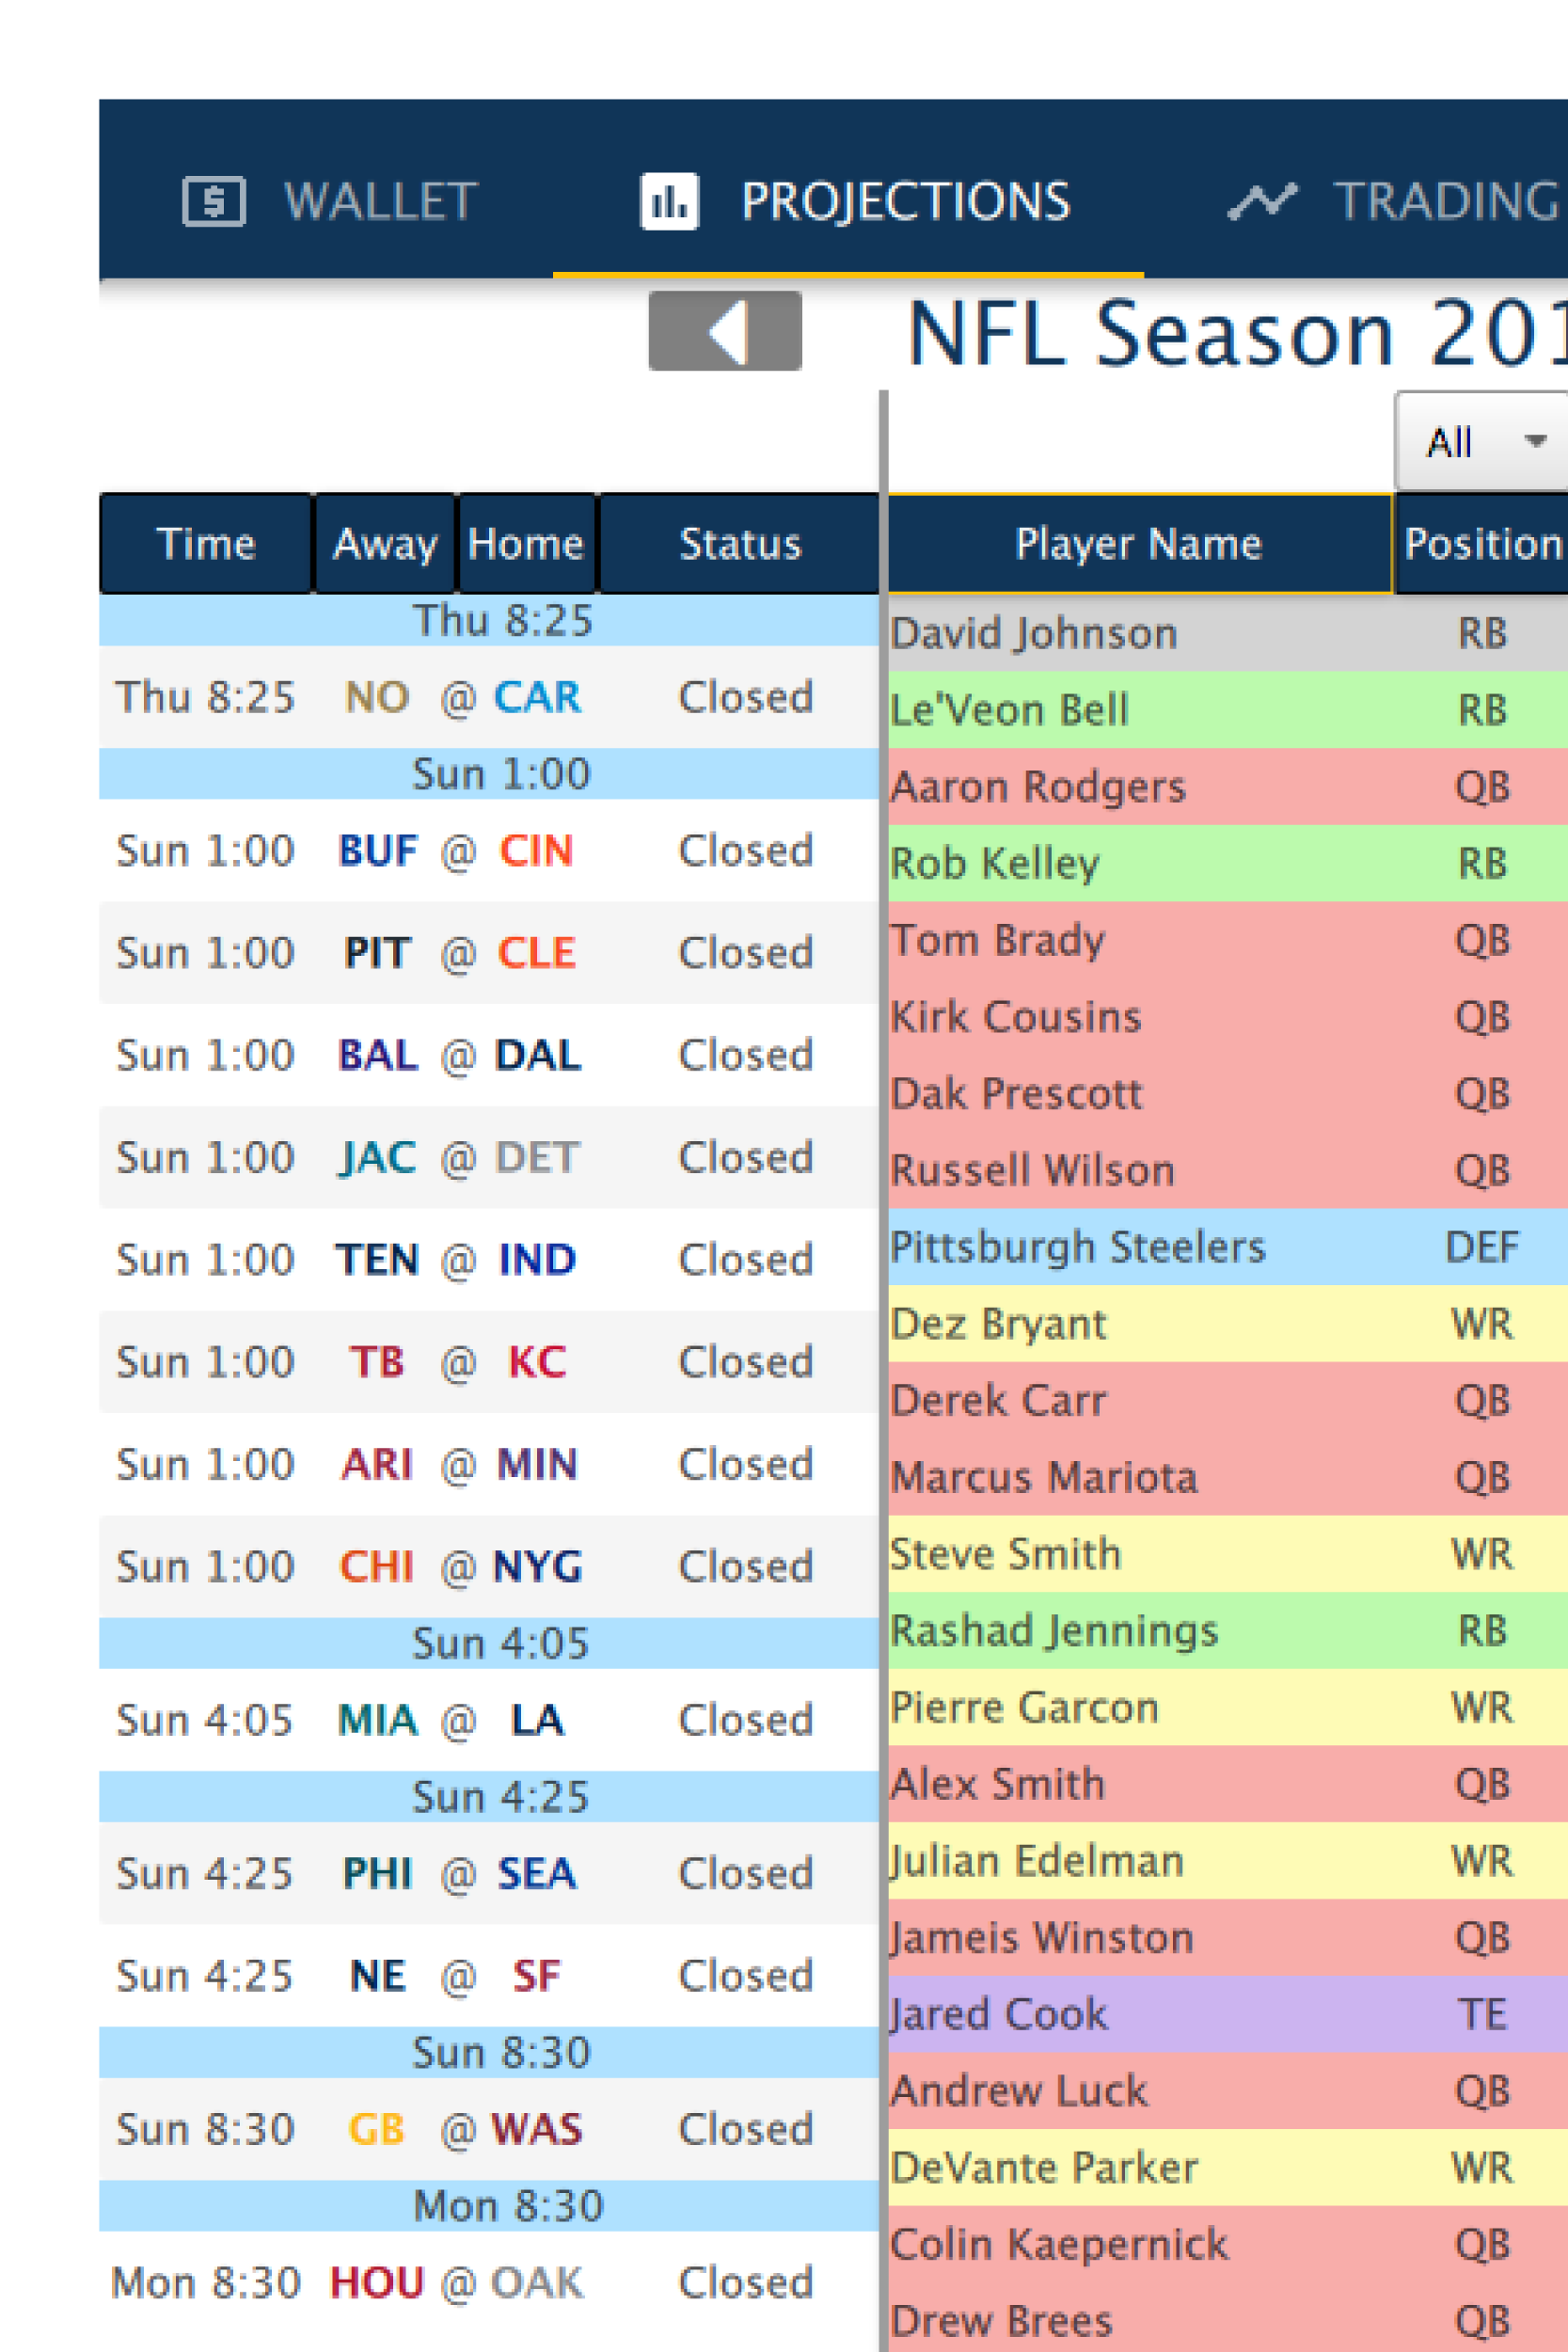 WALLET PROJECTIONS TRADING
NFL Season 201
All
Time Away Home Status
Thu 8:25
Thu 8:25 NO @ CAR Closed
Sun 1:00
Sun 1:00 BUF @ CIN Closed
Sun 1:00 PIT @ CLE Closed
Sun 1:00 BAL @ DAL Closed
Sun 1:00 JAC @ DET Closed
Sun 1:00 TEN @ IND Closed
Sun 1:00 TB @ KC Closed
Sun 1:00 ARI @ MIN Closed
Sun 1:00 CHI @ NYG Closed
Sun 4:05
Sun 4:05 MIA @ LA Closed
Sun 4:25
Sun 4:25 PHI @ SEA Closed
Sun 4:25 NE @ SF Closed
Sun 8:30
Sun 8:30 GB @ WAS Closed
Mon 8:30
Mon 8:30 HOU @ OAK Closed
Player Name Position
David Johnson RB
Le'Veon Bell RB
Aaron Rodgers QB
Rob Kelley RB
Tom Brady QB
Kirk Cousins QB
Dak Prescott QB
Russell Wilson QB
Pittsburgh Steelers DEF
Dez Bryant WR
Derek Carr QB
Marcus Mariota QB
Steve Smith WR
Rashad Jennings RB
Pierre Garcon WR
Alex Smith QB
Julian Edelman WR
Jameis Winston QB
Jared Cook TE
Andrew Luck QB
DeVante Parker WR
Colin Kaepernick QB
Drew Brees QB